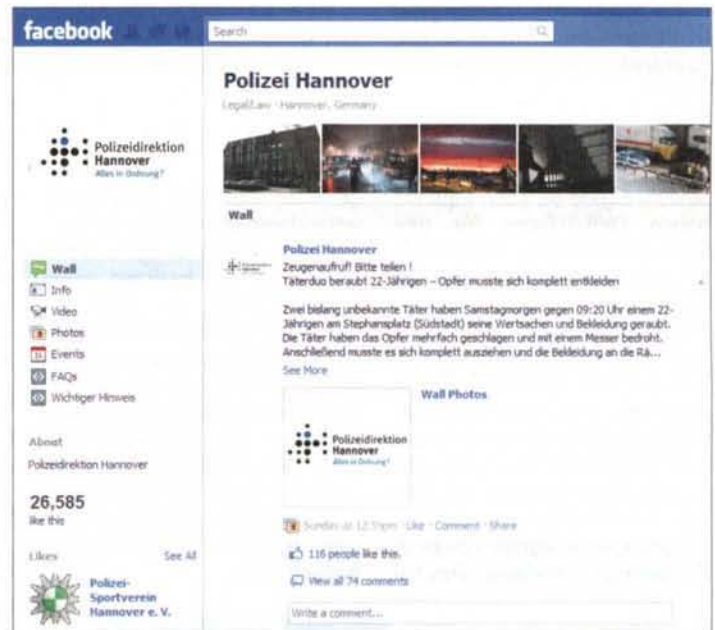 facebook
Search
Polizei Hannover
Legal/Law · Hannover, Germany
Polizeidirektion
Hannover
Alles in Ordnung?
Wall
Info
Video
Photos
Events
FAQs
Wichtiger Hinweis
About
Polizeidirektion Hannover
26,585
like this
Likes See All
Polizei-
Sportverein
Hannover e. V.
Wall
Polizei Hannover
Zeugenaufruf! Bitte teilen !
Täterduo beraubt 22-Jährigen – Opfer musste sich komplett entkleiden
Zwei bislang unbekannte Täter haben Samstagmorgen gegen 09:20 Uhr einem 22-
Jährigen am Stephansplatz (Südstadt) seine Wertsachen und Bekleidung geraubt.
Die Täter haben das Opfer mehrfach geschlagen und mit einem Messer bedroht.
Anschließend musste es sich komplett ausziehen und die Bekleidung an die Rä...
See More
Polizeidirektion
Hannover
Alles in Ordnung?
Wall Photos
Sunday at · Like · Comment · Share
116 people like this.
View all 74 comments
Write a comment...